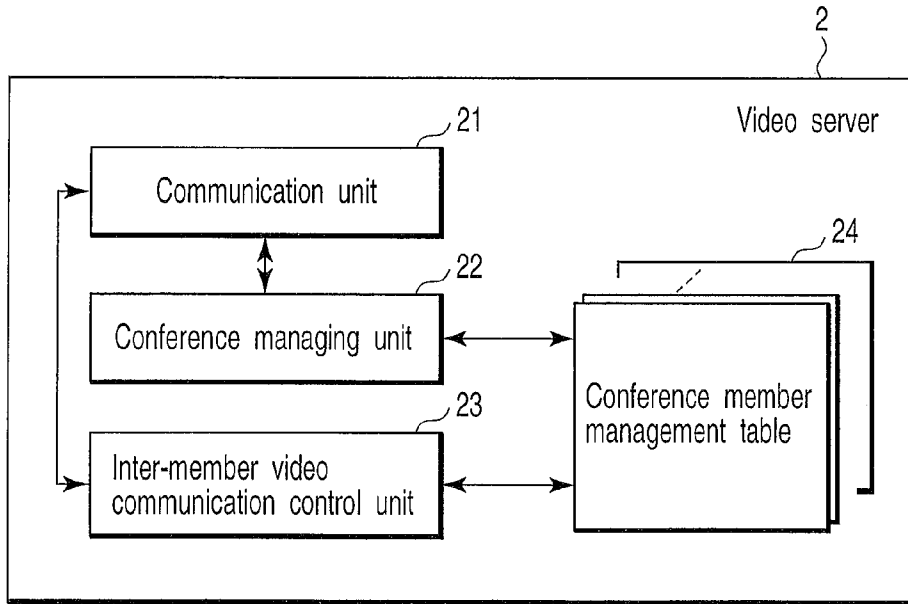 2
Video server
21
Communication unit
22
Conference managing unit
23
Inter-member video
communication control unit
24
Conference member
management table